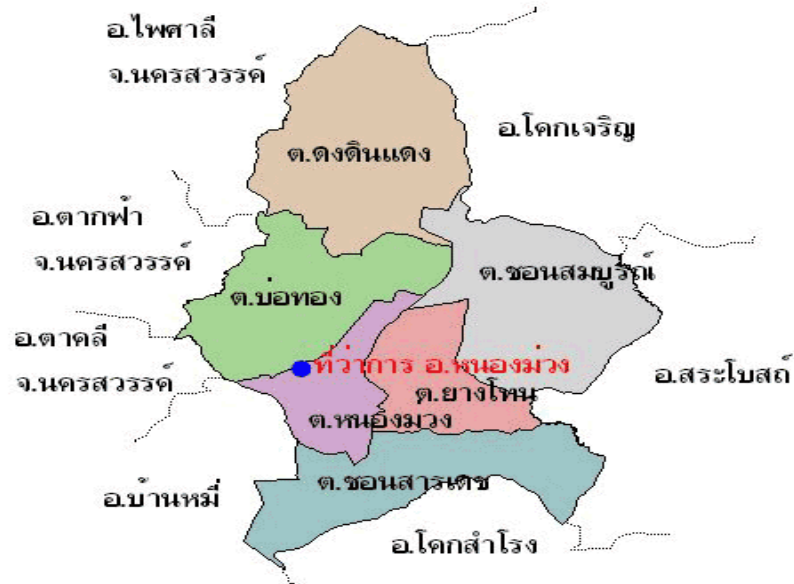 อ.ไพศาลี
จ.นครสวรรค์
อ.โคกเจริญ
ต.ดงดินแดง
อ.ตากฟ้า
จ.นครสวรรค์
ต.ชอนสมบูรณ์
ต.บ่อทอง
อ.ตาคลี
จ.นครสวรรค์
ที่ว่าการ อ.หนองม่วง
อ.สระโบสถ์
ต.ยางโทน
ต.หนองมวง
ต.ชอนสารเดช
อ.บ้านหมี่
อ.โคกสำโรง